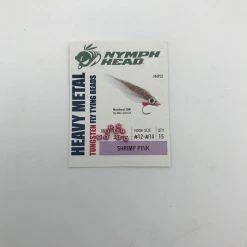 NYMPH
HEAD
HEAVY METAL
TUNGSTEN FLY TYING BEADS
HOOK SIZE
QTY
#12-#14
15
SHRIMP PINK